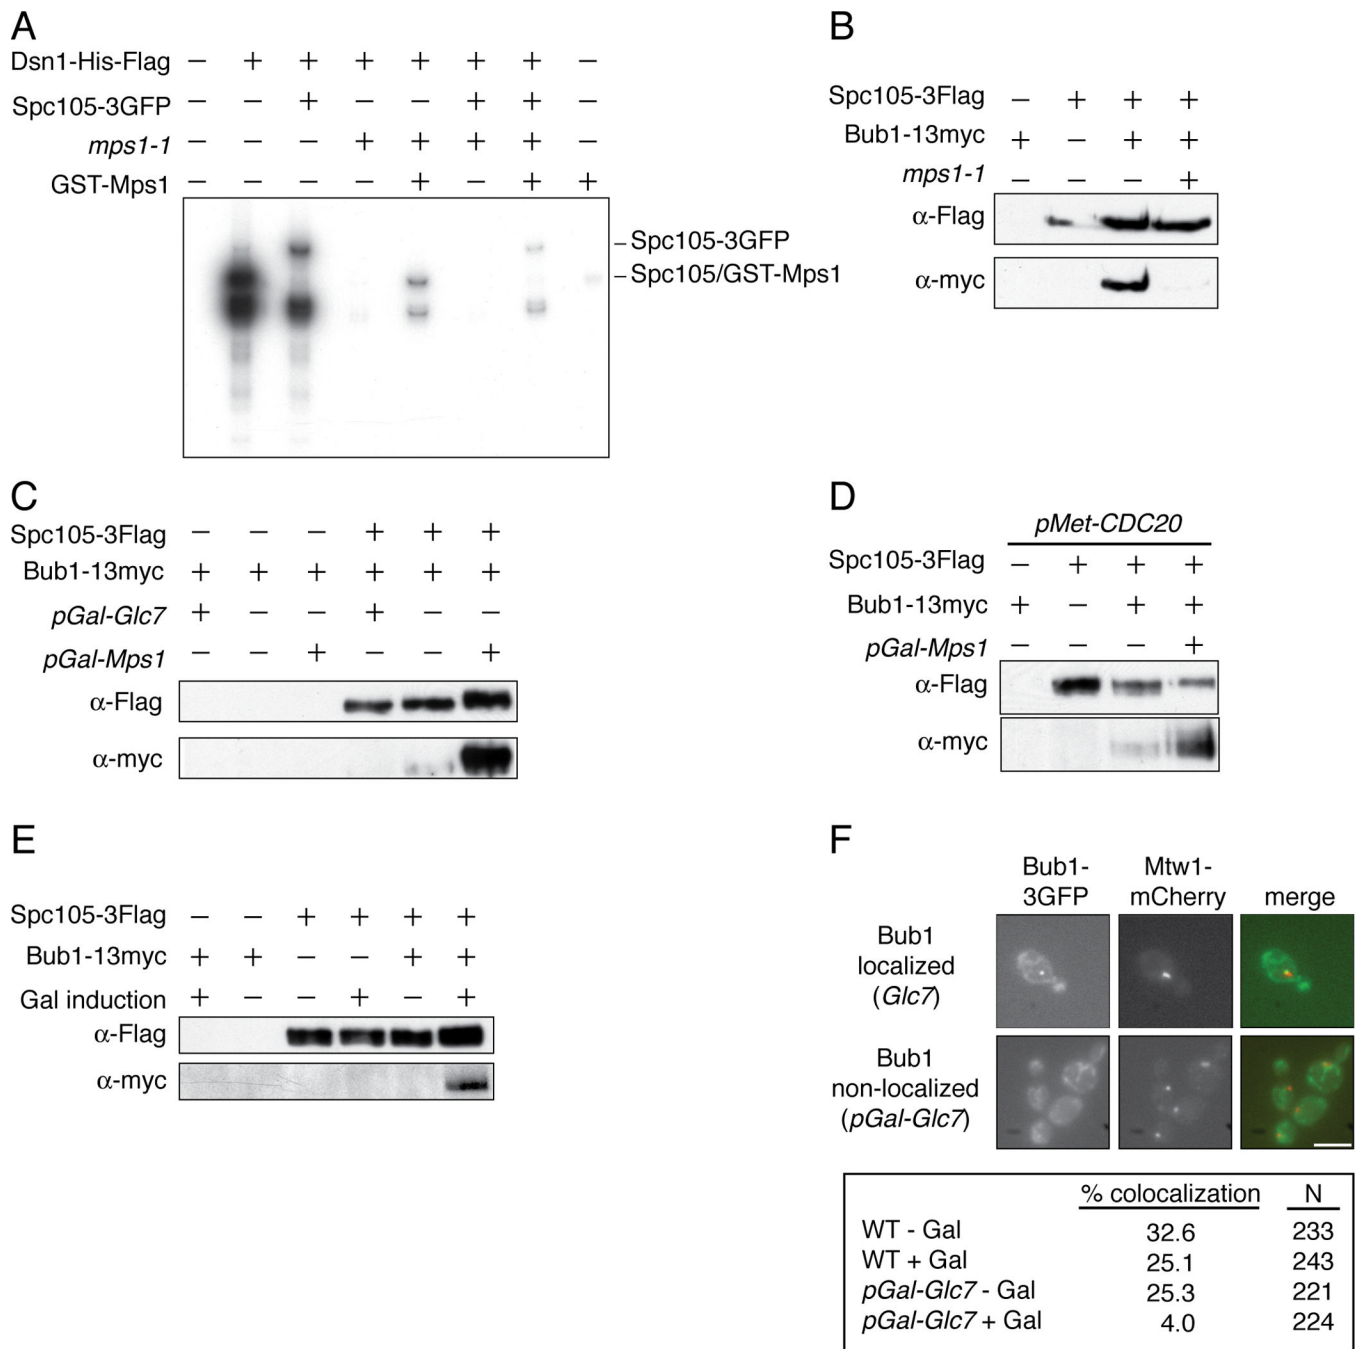 A
Dsn1-His-Flag − + + + + + + −
Spc105-3GFP − − + − − + + −
mps1-1 − − − + + + + −
GST-Mps1 − − − − + − + +
Spc105-3GFP
Spc105/GST-Mps1
B
Spc105-3Flag − + + +
Bub1-13myc + − + +
mps1-1 − − − +
α-Flag
α-myc
C
Spc105-3Flag − − − + + +
Bub1-13myc + + + + + +
pGal-Glc7 + − − + − −
pGal-Mps1 − − + − − +
α-Flag
α-myc
D
pMet-CDC20
Spc105-3Flag − + + +
Bub1-13myc + − + +
pGal-Mps1 − − − +
α-Flag
α-myc
E
Spc105-3Flag − − + + + +
Bub1-13myc + + − − + +
Gal induction + − − + − +
α-Flag
α-myc
F
Bub1-3GFP Mtw1-mCherry merge
Bub1
localized
(Glc7)
Bub1
non-localized
(pGal-Glc7)
% colocalization N
WT - Gal 32.6 233
WT + Gal 25.1 243
pGal-Glc7 - Gal 25.3 221
pGal-Glc7 + Gal 4.0 224